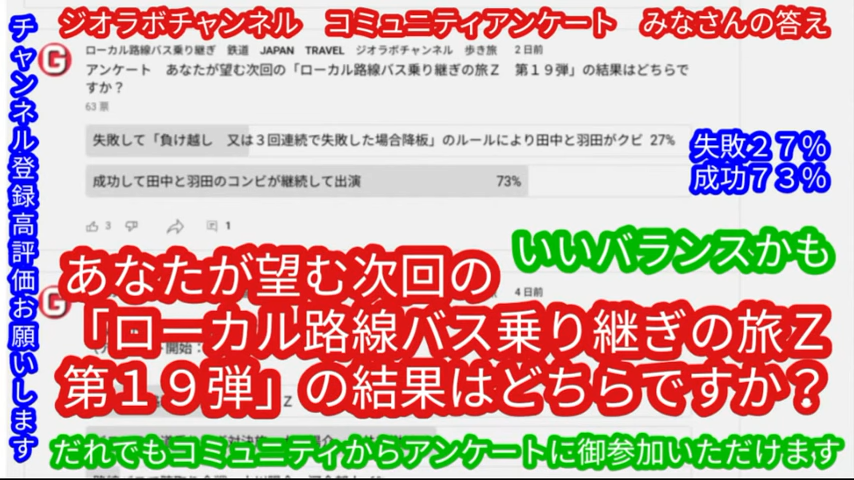 ジオラボチャンネル　コミュニティアンケート　みなさんの答え
チャンネル登録高評価お願いします
G
ローカル路線バス乗り継ぎ　鉄道　JAPAN　TRAVEL　ジオラボチャンネル　歩き旅　2 日前
アンケート　あなたが望む次回の「ローカル路線バス乗り継ぎの旅Ｚ　第１９弾」の結果はどちらで
すか？
63 票
失敗して「負け越し　又は３回連続で失敗した場合降板」のルールにより田中と羽田がクビ 27%
成功して田中と羽田のコンビが継続して出演 73%
失敗２７％
成功７３％
3 1
いいバランスかも
G
4 日前
あなたが望む次回の
「ローカル路線バス乗り継ぎの旅Ｚ
開始：
第１９弾」の結果はどちらですか？
Z
だれでもコミュニティからアンケートに御参加いただけます